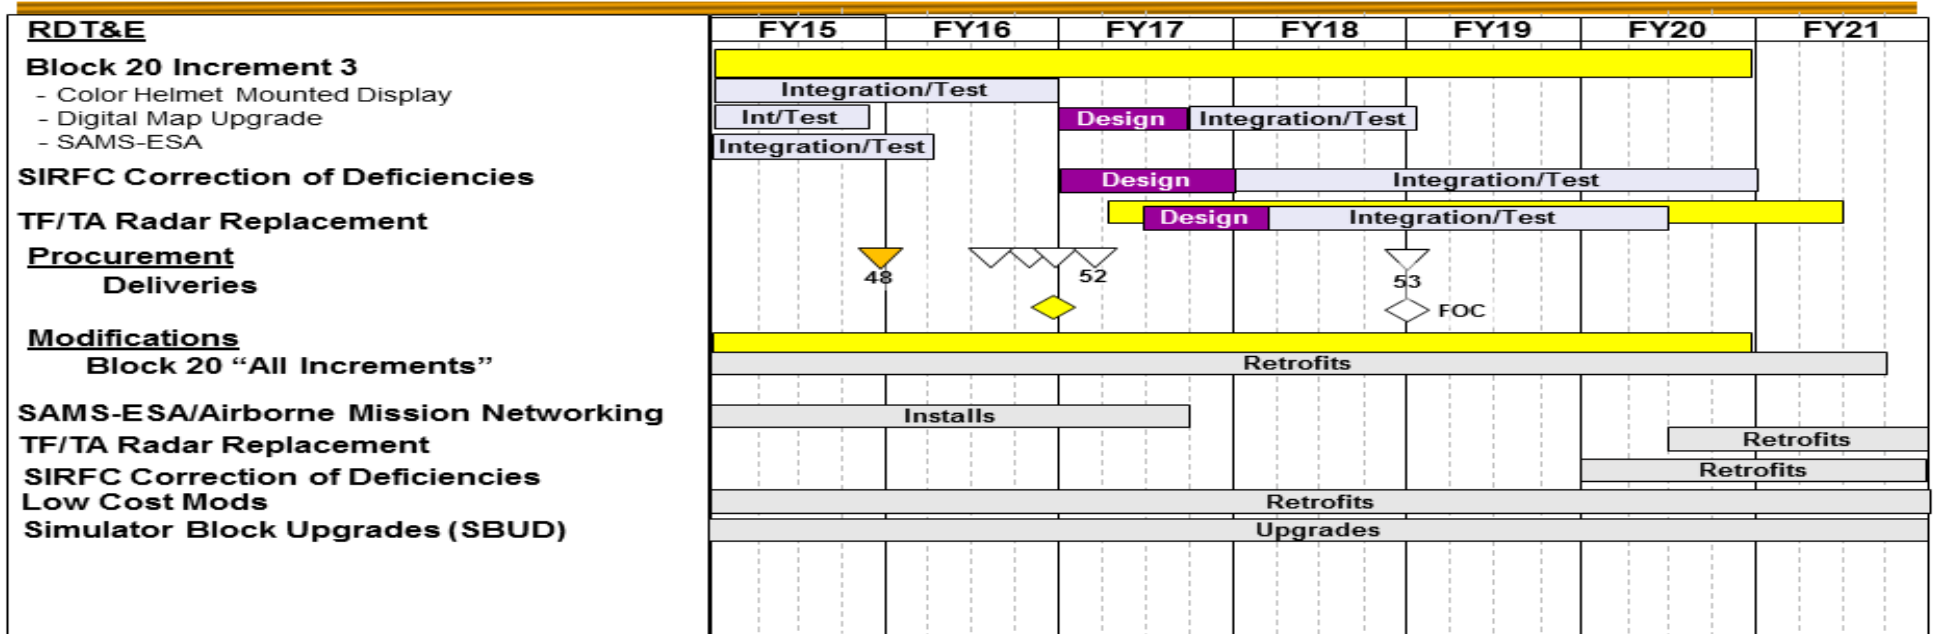 RDT&E FY15 FY16 FY17 FY18 FY19 FY20 FY21
Block 20 Increment 3
- Color Helmet Mounted Display Integration/Test
- Digital Map Upgrade Int/Test Design Integration/Test
- SAMS-ESA Integration/Test
SIRFC Correction of Deficiencies Design Integration/Test
TF/TA Radar Replacement Design Integration/Test
Procurement
48 52 53
Deliveries
FOC
Modifications
Block 20 “All Increments” Retrofits
SAMS-ESA/Airborne Mission Networking Installs
TF/TA Radar Replacement Retrofits
SIRFC Correction of Deficiencies Retrofits
Low Cost Mods Retrofits
Simulator Block Upgrades (SBUD) Upgrades